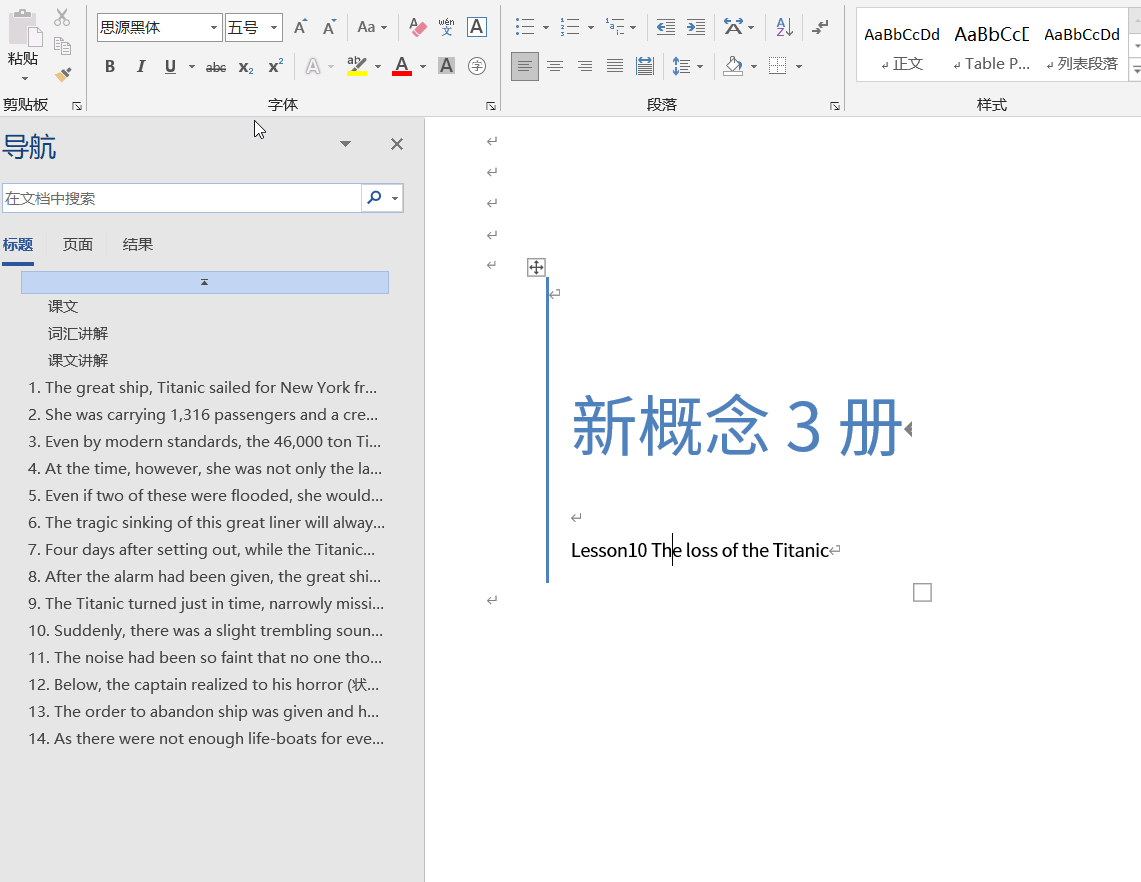 思源黑体 五号 Aa wén 文 A
粘贴 B I U abc X₂ X² A ab A A 字
AaBbCcDd AaBbCcE AaBbCcDd
正文 Table P... 列表段落
剪贴板 字体 段落 样式
导航
在文档中搜索
标题 页面 结果
课文
词汇讲解
课文讲解
1. The great ship, Titanic sailed for New York fr...
2. She was carrying 1,316 passengers and a cre...
3. Even by modern standards, the 46,000 ton Ti...
4. At the time, however, she was not only the la...
5. Even if two of these were flooded, she would...
6. The tragic sinking of this great liner will alway...
7. Four days after setting out, while the Titanic...
8. After the alarm had been given, the great shi...
9. The Titanic turned just in time, narrowly missi...
10. Suddenly, there was a slight trembling soun...
11. The noise had been so faint that no one tho...
12. Below, the captain realized to his horror (状...
13. The order to abandon ship was given and h...
14. As there were not enough life-boats for eve...
新概念 3 册
Lesson10 The loss of the Titanic